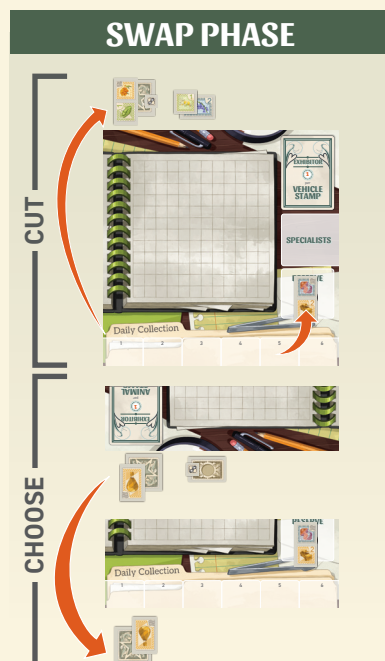 SWAP PHASE
CUT
EXHIBITOR
1
VEHICLE
STAMP
SPECIALISTS
RESERVE
Daily Collection
1 2 3 4 5 6
CHOOSE
ANIMAL
1
EXHIBITOR
Daily Collection
1 2 3 4 5 6